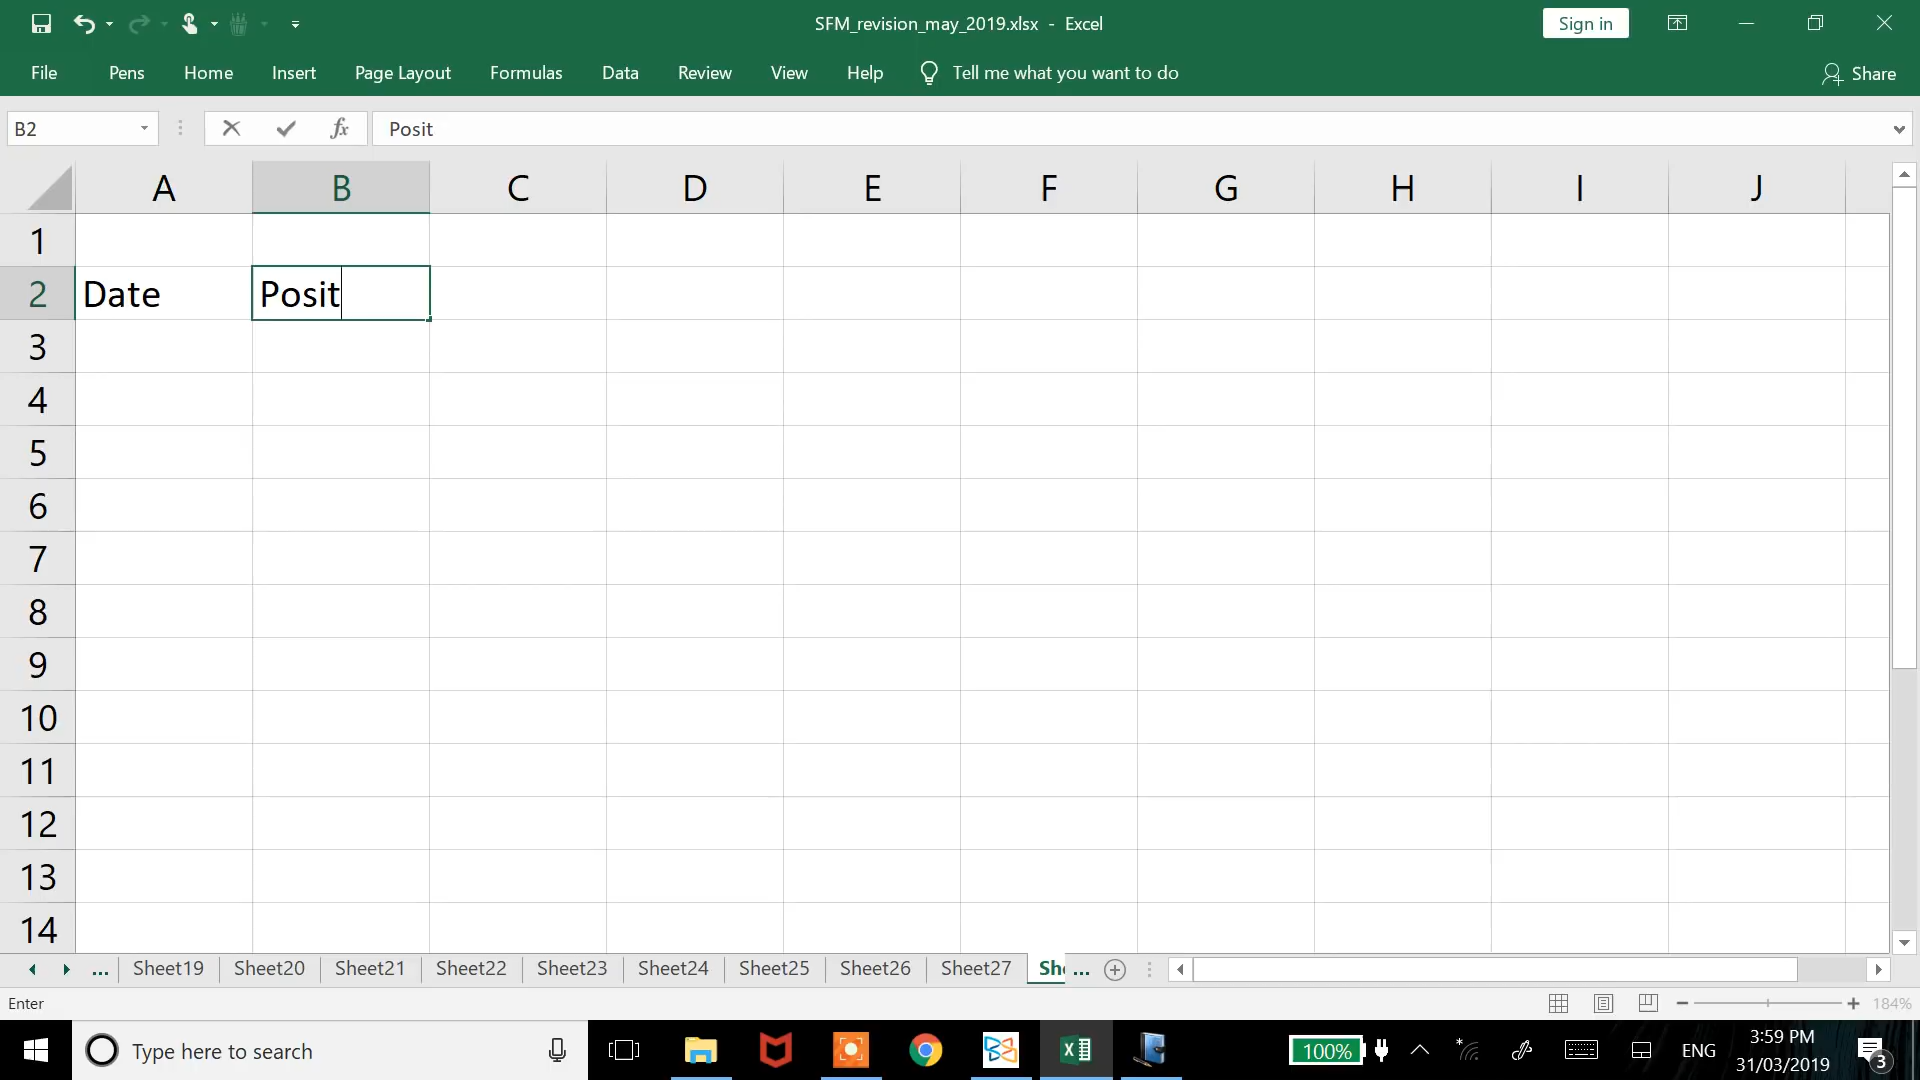 SFM_revision_may_2019.xlsx - Excel
Sign in
File Pens Home Insert Page Layout Formulas Data Review View Help Tell me what you want to do Share
B2 fx Posit
A B C D E F G H I J
1
2 Date Posit
3
4
5
6
7
8
9
10
11
12
13
14
... Sheet19 Sheet20 Sheet21 Sheet22 Sheet23 Sheet24 Sheet25 Sheet26 Sheet27 She ...
Enter 184%
Type here to search 100% ENG 3:59 PM 3
31/03/2019